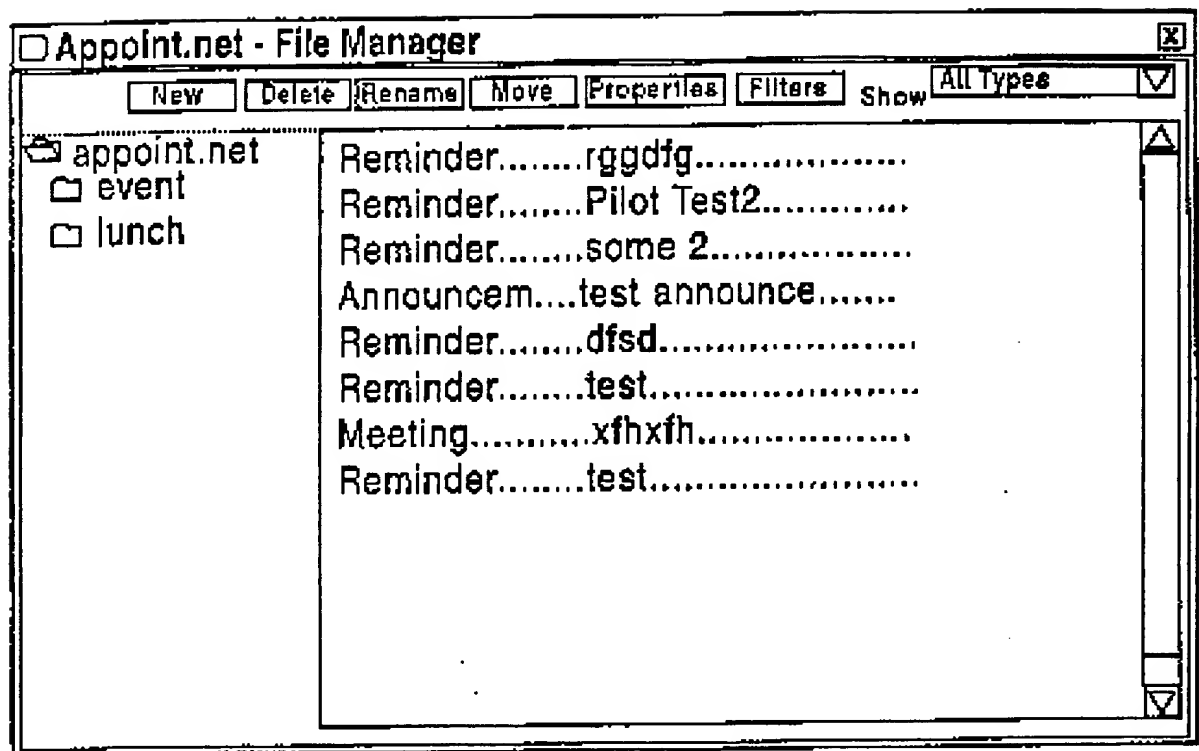 Appoint.net - File Manager
New Delete Rename Move Properties Filters Show All Types
appoint.net
event
lunch
Reminder........rggdfg...................
Reminder........Pilot Test2.............
Reminder........some 2..................
Announcem....test announce.......
Reminder........dfsd.......................
Reminder........test........................
Meeting...........xfhxfh...................
Reminder........test........................